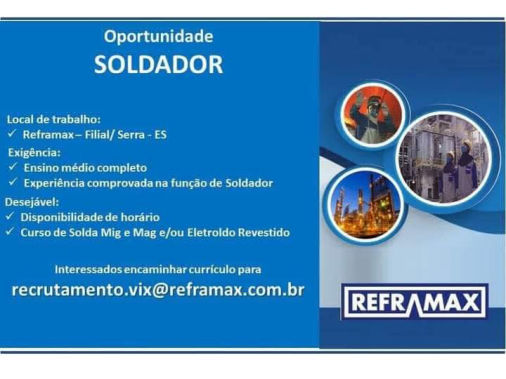 Oportunidade
SOLDADOR
Local de trabalho:
✓ Reframax – Filial/ Serra - ES
Exigência:
✓ Ensino médio completo
✓ Experiência comprovada na função de Soldador
Desejável:
✓ Disponibilidade de horário
✓ Curso de Solda Mig e Mag e/ou Eletroldo Revestido
Interessados encaminhar currículo para
recrutamento.vix@reframax.com.br
REFRAMAX